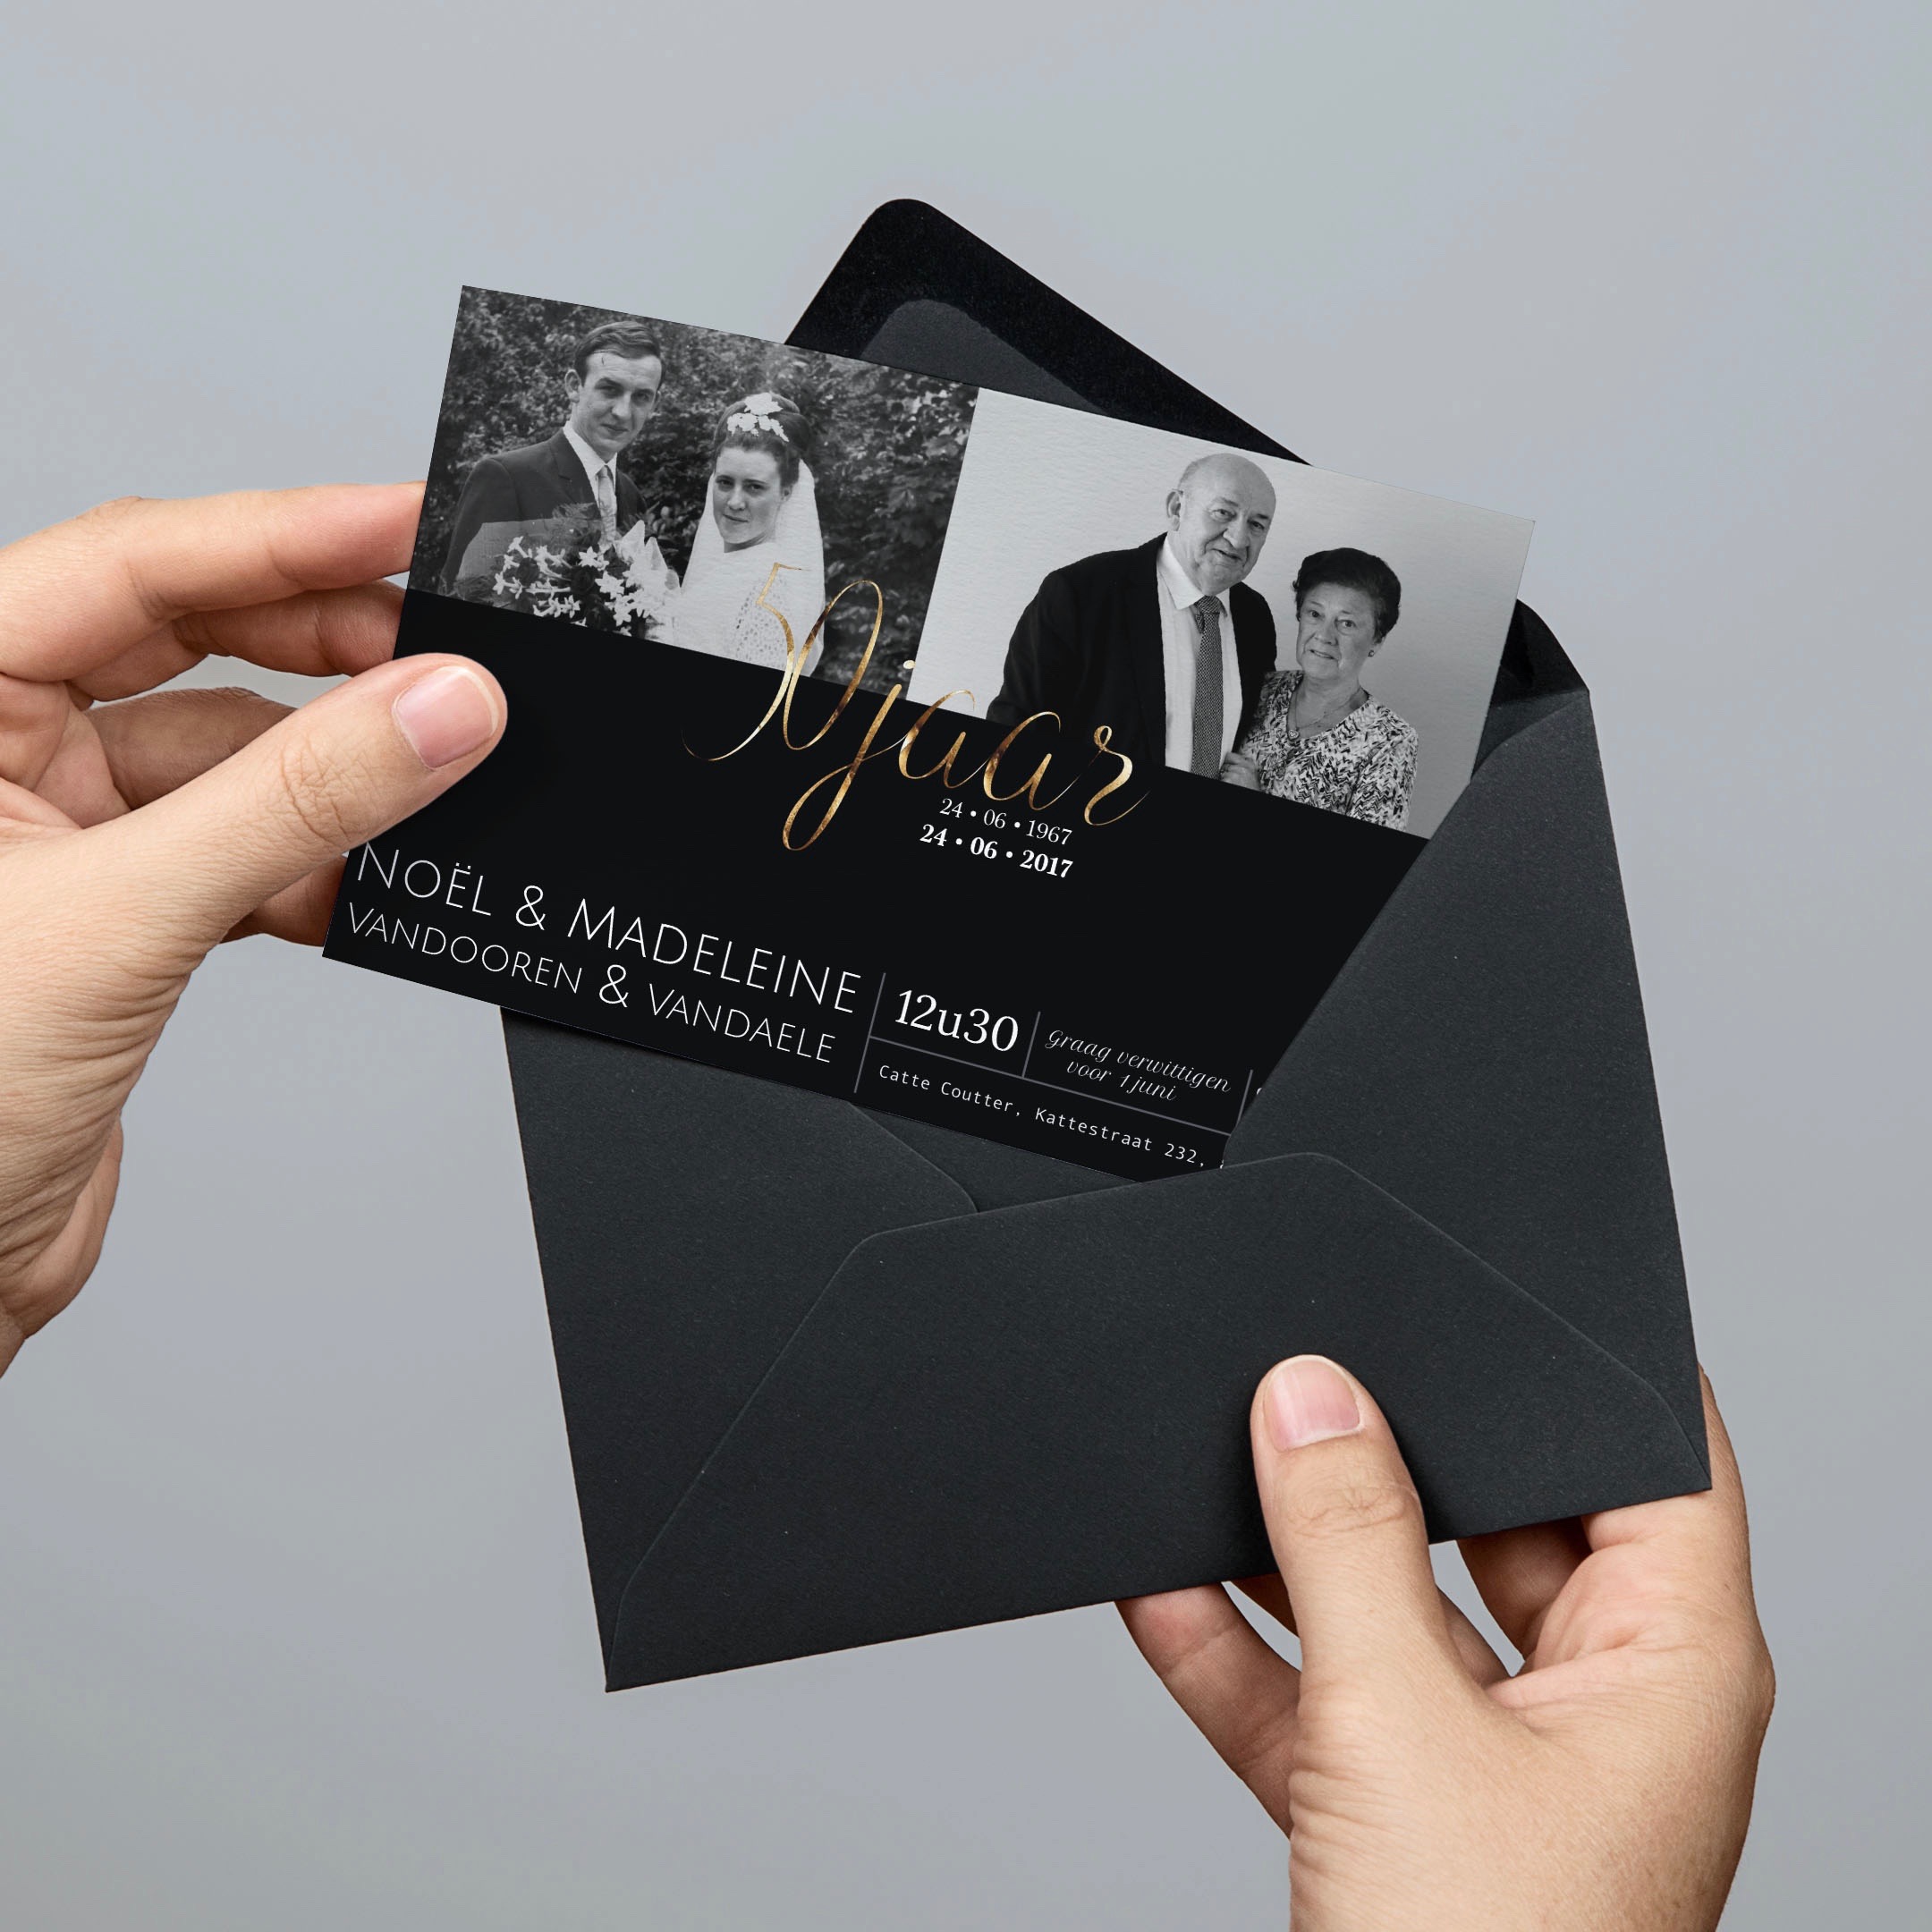 50 jaar
24 • 06 • 1967
24 • 06 • 2017
NOËL & MADELEINE
VANDOOREN & VANDAELE
12u30
Graag verwittigen
voor 1 juni
Catte Coutter, Kattestraat 232,